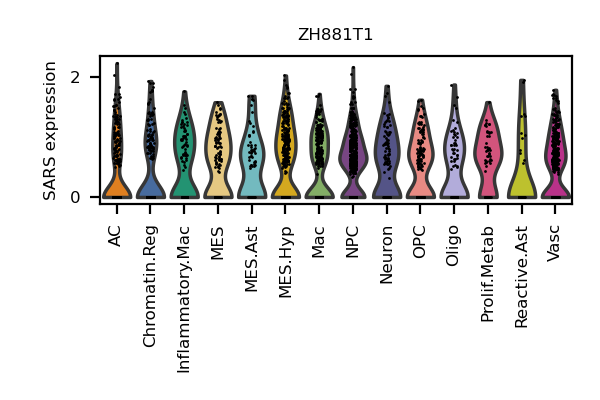 ZH881T1
SARS expression
2
0
AC
Chromatin.Reg
Inflammatory.Mac
MES
MES.Ast
MES.Hyp
Mac
NPC
Neuron
OPC
Oligo
Prolif.Metab
Reactive.Ast
Vasc